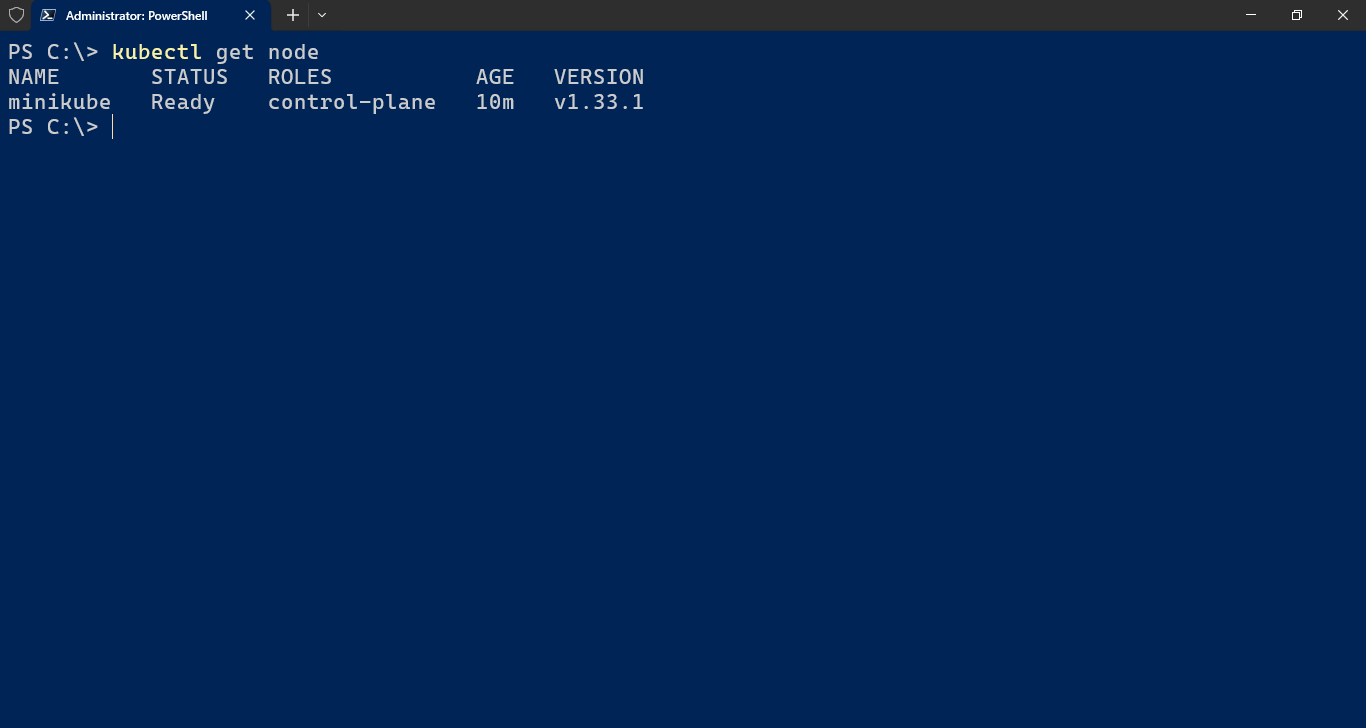 Administrator: PowerShell
PS C:\> kubectl get node
NAME       STATUS   ROLES           AGE   VERSION
minikube   Ready    control-plane   10m   v1.33.1
PS C:\>